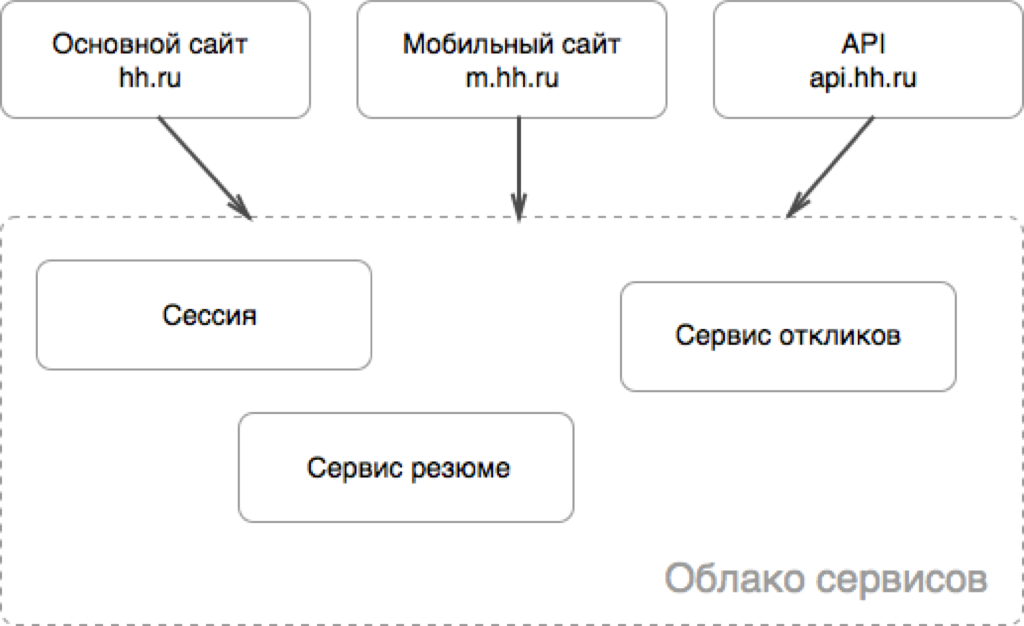 Основной сайт
hh.ru
Мобильный сайт
m.hh.ru
API
api.hh.ru
Сессия
Сервис откликов
Сервис резюме
Облако сервисов